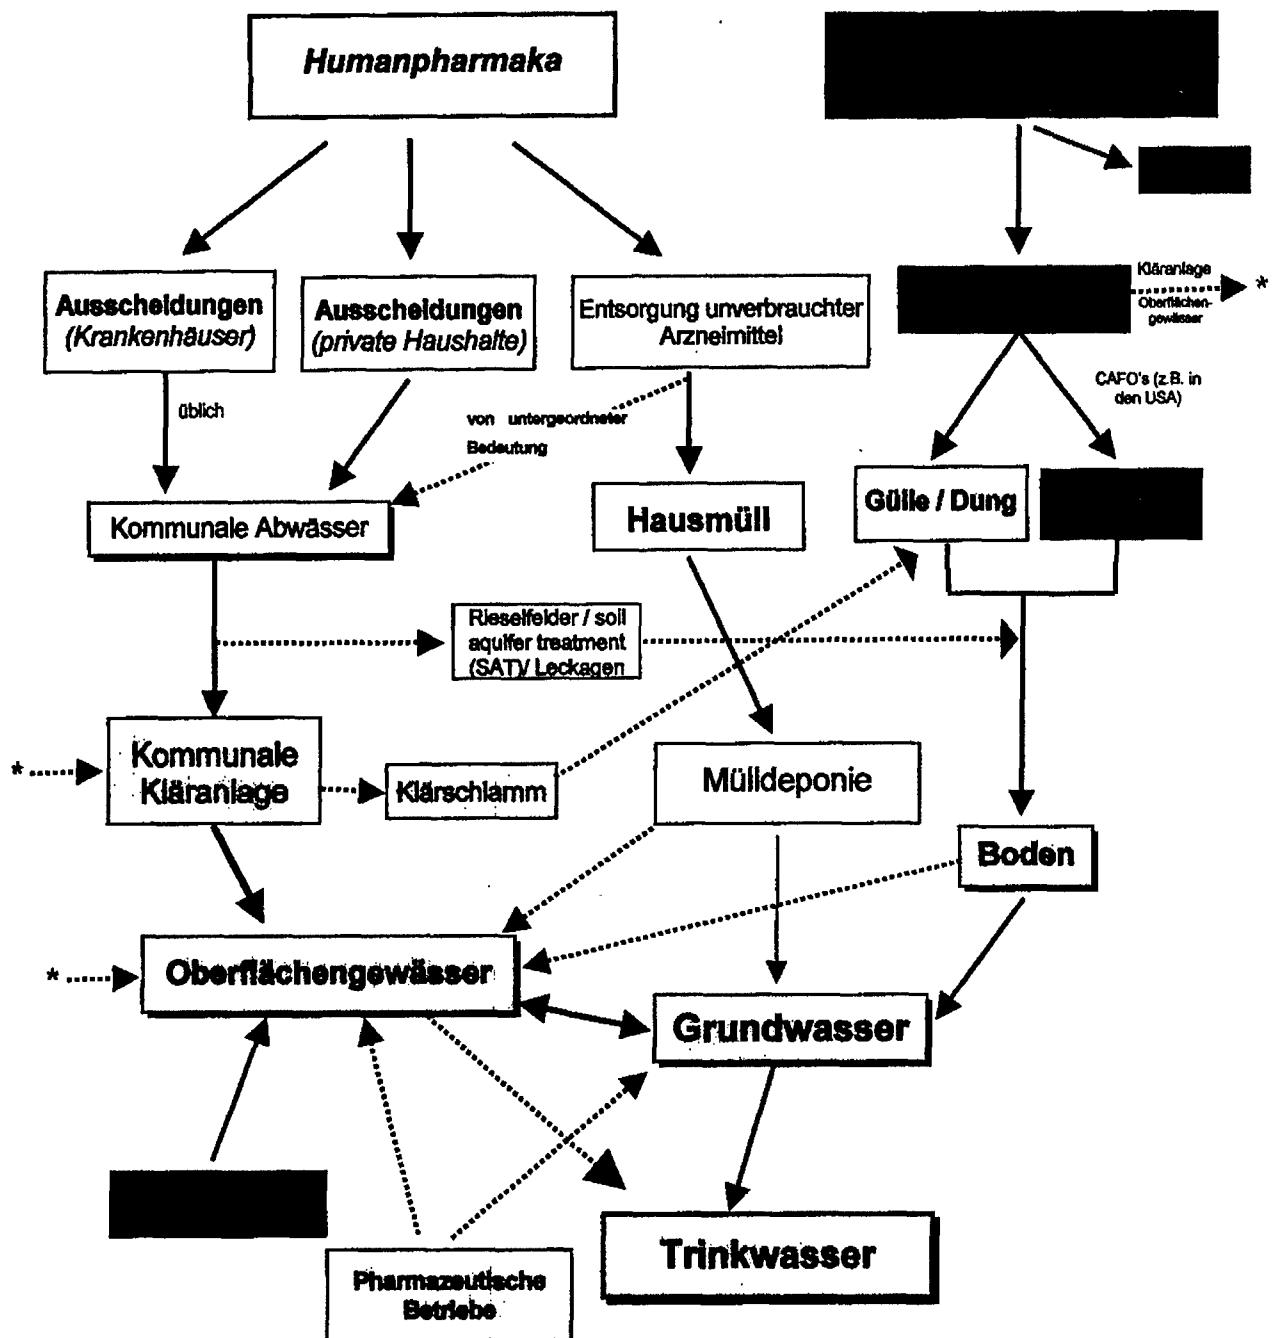 Humanpharmaka
Ausscheidungen
(Krankenhäuser)
Ausscheidungen
(private Haushalte)
Entsorgung unverbrauchter
Arzneimittel
Kläranlage
*
Oberflächen-
gewässer
üblich
von untergeordneter
Bedeutung
CAFO's (z.B. in
den USA)
Kommunale Abwässer
Hausmüll
Gülle / Dung
Rieselfelder / soil
aquifer treatment
(SAT)/ Leckagen
*
Kommunale
Kläranlage
Klärschlamm
Mülldeponie
Boden
*
Oberflächengewässer
Grundwasser
Trinkwasser
Pharmazeutische
Betriebe